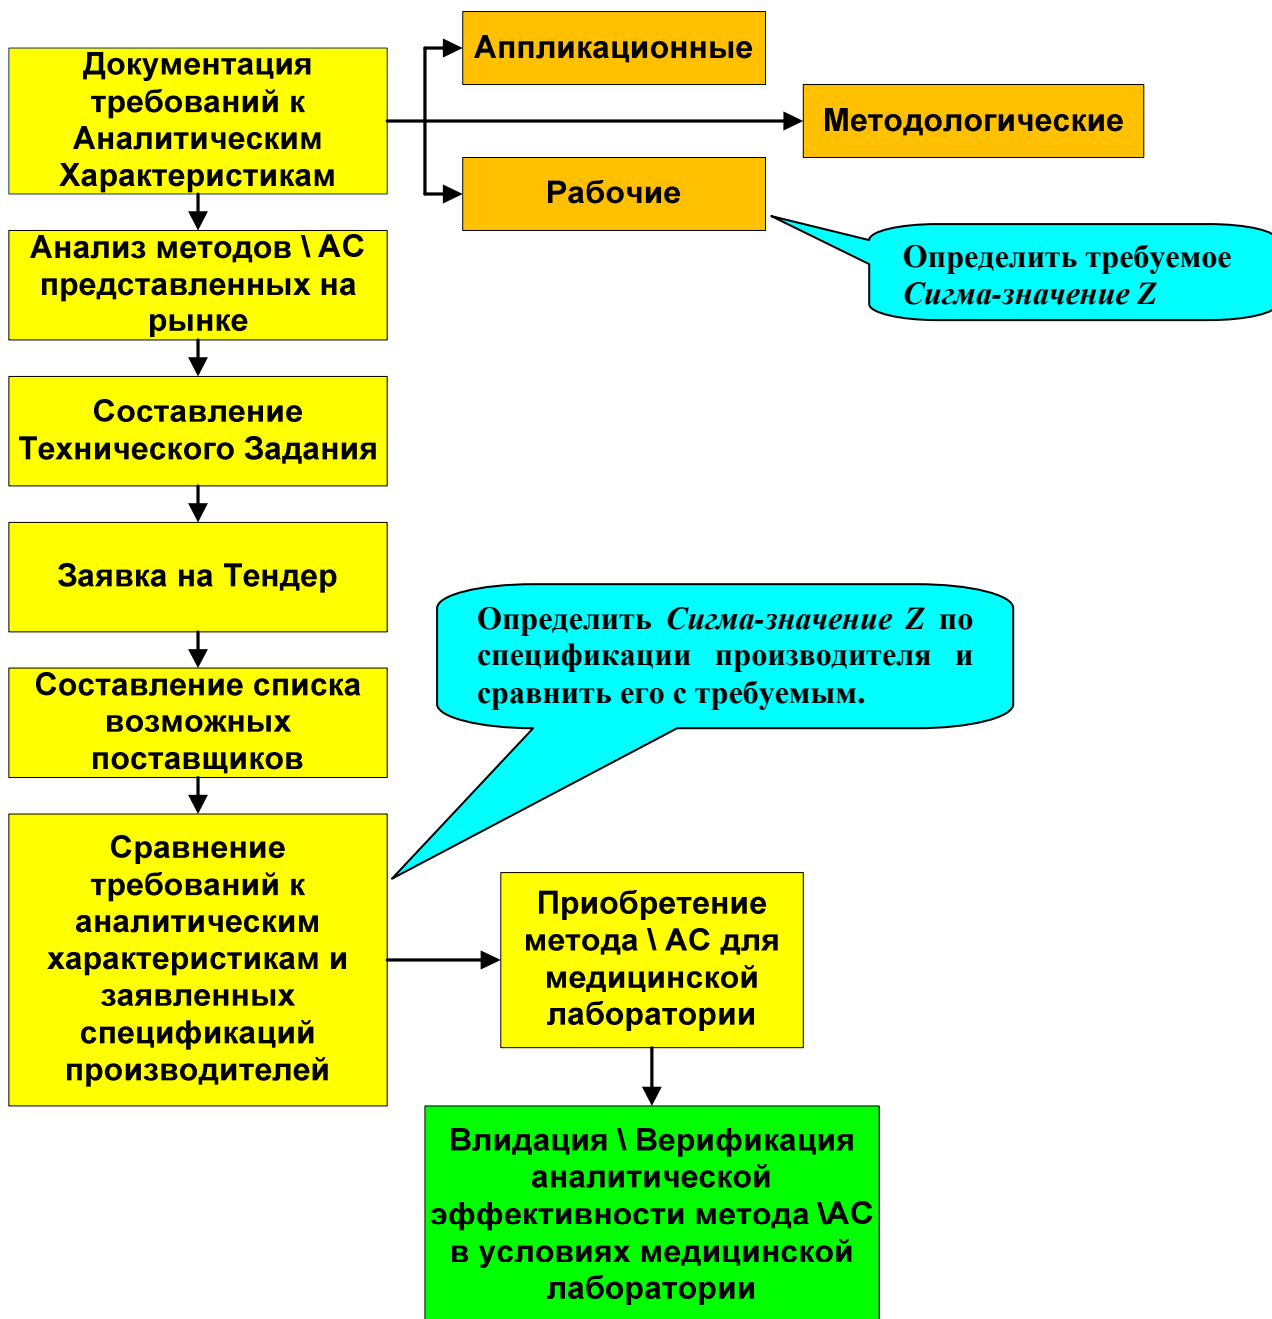 Документация
требований к
Аналитическим
Характеристикам
Аппликационные
Методологические
Рабочие
Определить требуемое
Сигма-значение Z
Анализ методов \ АС
представленных на
рынке
Составление
Технического Задания
Заявка на Тендер
Определить Сигма-значение Z по
спецификации производителя и
сравнить его с требуемым.
Составление списка
возможных
поставщиков
Сравнение
требований к
аналитическим
характеристикам и
заявленных
спецификаций
производителей
Приобретение
метода \ АС для
медицинской
лаборатории
Влидация \ Верификация
аналитической
эффективности метода \АС
в условиях медицинской
лаборатории